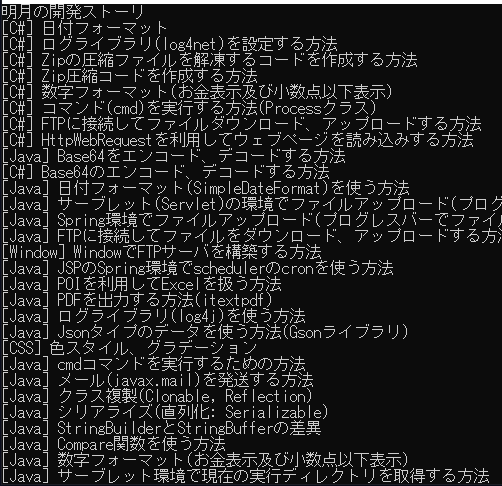 明月の開発ストーリ
[C#] 日付フォーマット
[C#] ログライブラリ(log4net)を設定する方法
[C#] Zipの圧縮ファイルを解凍するコードを作成する方法
[C#] Zip圧縮コードを作成する方法
[C#] 数字フォーマット(お金表示及び小数点以下表示)
[C#] コマンド(cmd)を実行する方法(Processクラス)
[C#] FTPに接続してファイルダウンロード、アップロードする方法
[C#] HttpWebRequestを利用してウェブページを読み込みする方法
[Java] Base64をエンコード、デコードする方法
[C#] Base64のエンコード、デコードする方法
[Java] 日付フォーマット(SimpleDateFormat)を使う方法
[Java] サーブレット(Servlet)の環境でファイルアップロード(プログ
[Java] Spring環境でファイルアップロード(プログレスバーでファイ
[Java] FTPに接続してファイルをダウンロード、アップロードする方
[Window] WindowでFTPサーバを構築する方法
[Java] JSPのSpring環境でschedulerのcronを使う方法
[Java] POIを利用してExcelを扱う方法
[Java] PDFを出力する方法(itextpdf)
[Java] ログライブラリ(log4j)を使う方法
[Java] Jsonタイプのデータを使う方法(Gsonライブラリ)
[CSS] 色スタイル、グラデーション
[Java] cmdコマンドを実行するための方法
[Java] メール(javax.mail)を発送する方法
[Java] クラス複製(Clonable, Reflection)
[Java] シリアライズ(直列化: Serializable)
[Java] StringBuilderとStringBufferの差異
[Java] Compare関数を使う方法
[Java] 数字フォーマット(お金表示及び小数点以下表示)
[Java] サーブレット環境で現在の実行ディレクトリを取得する方法